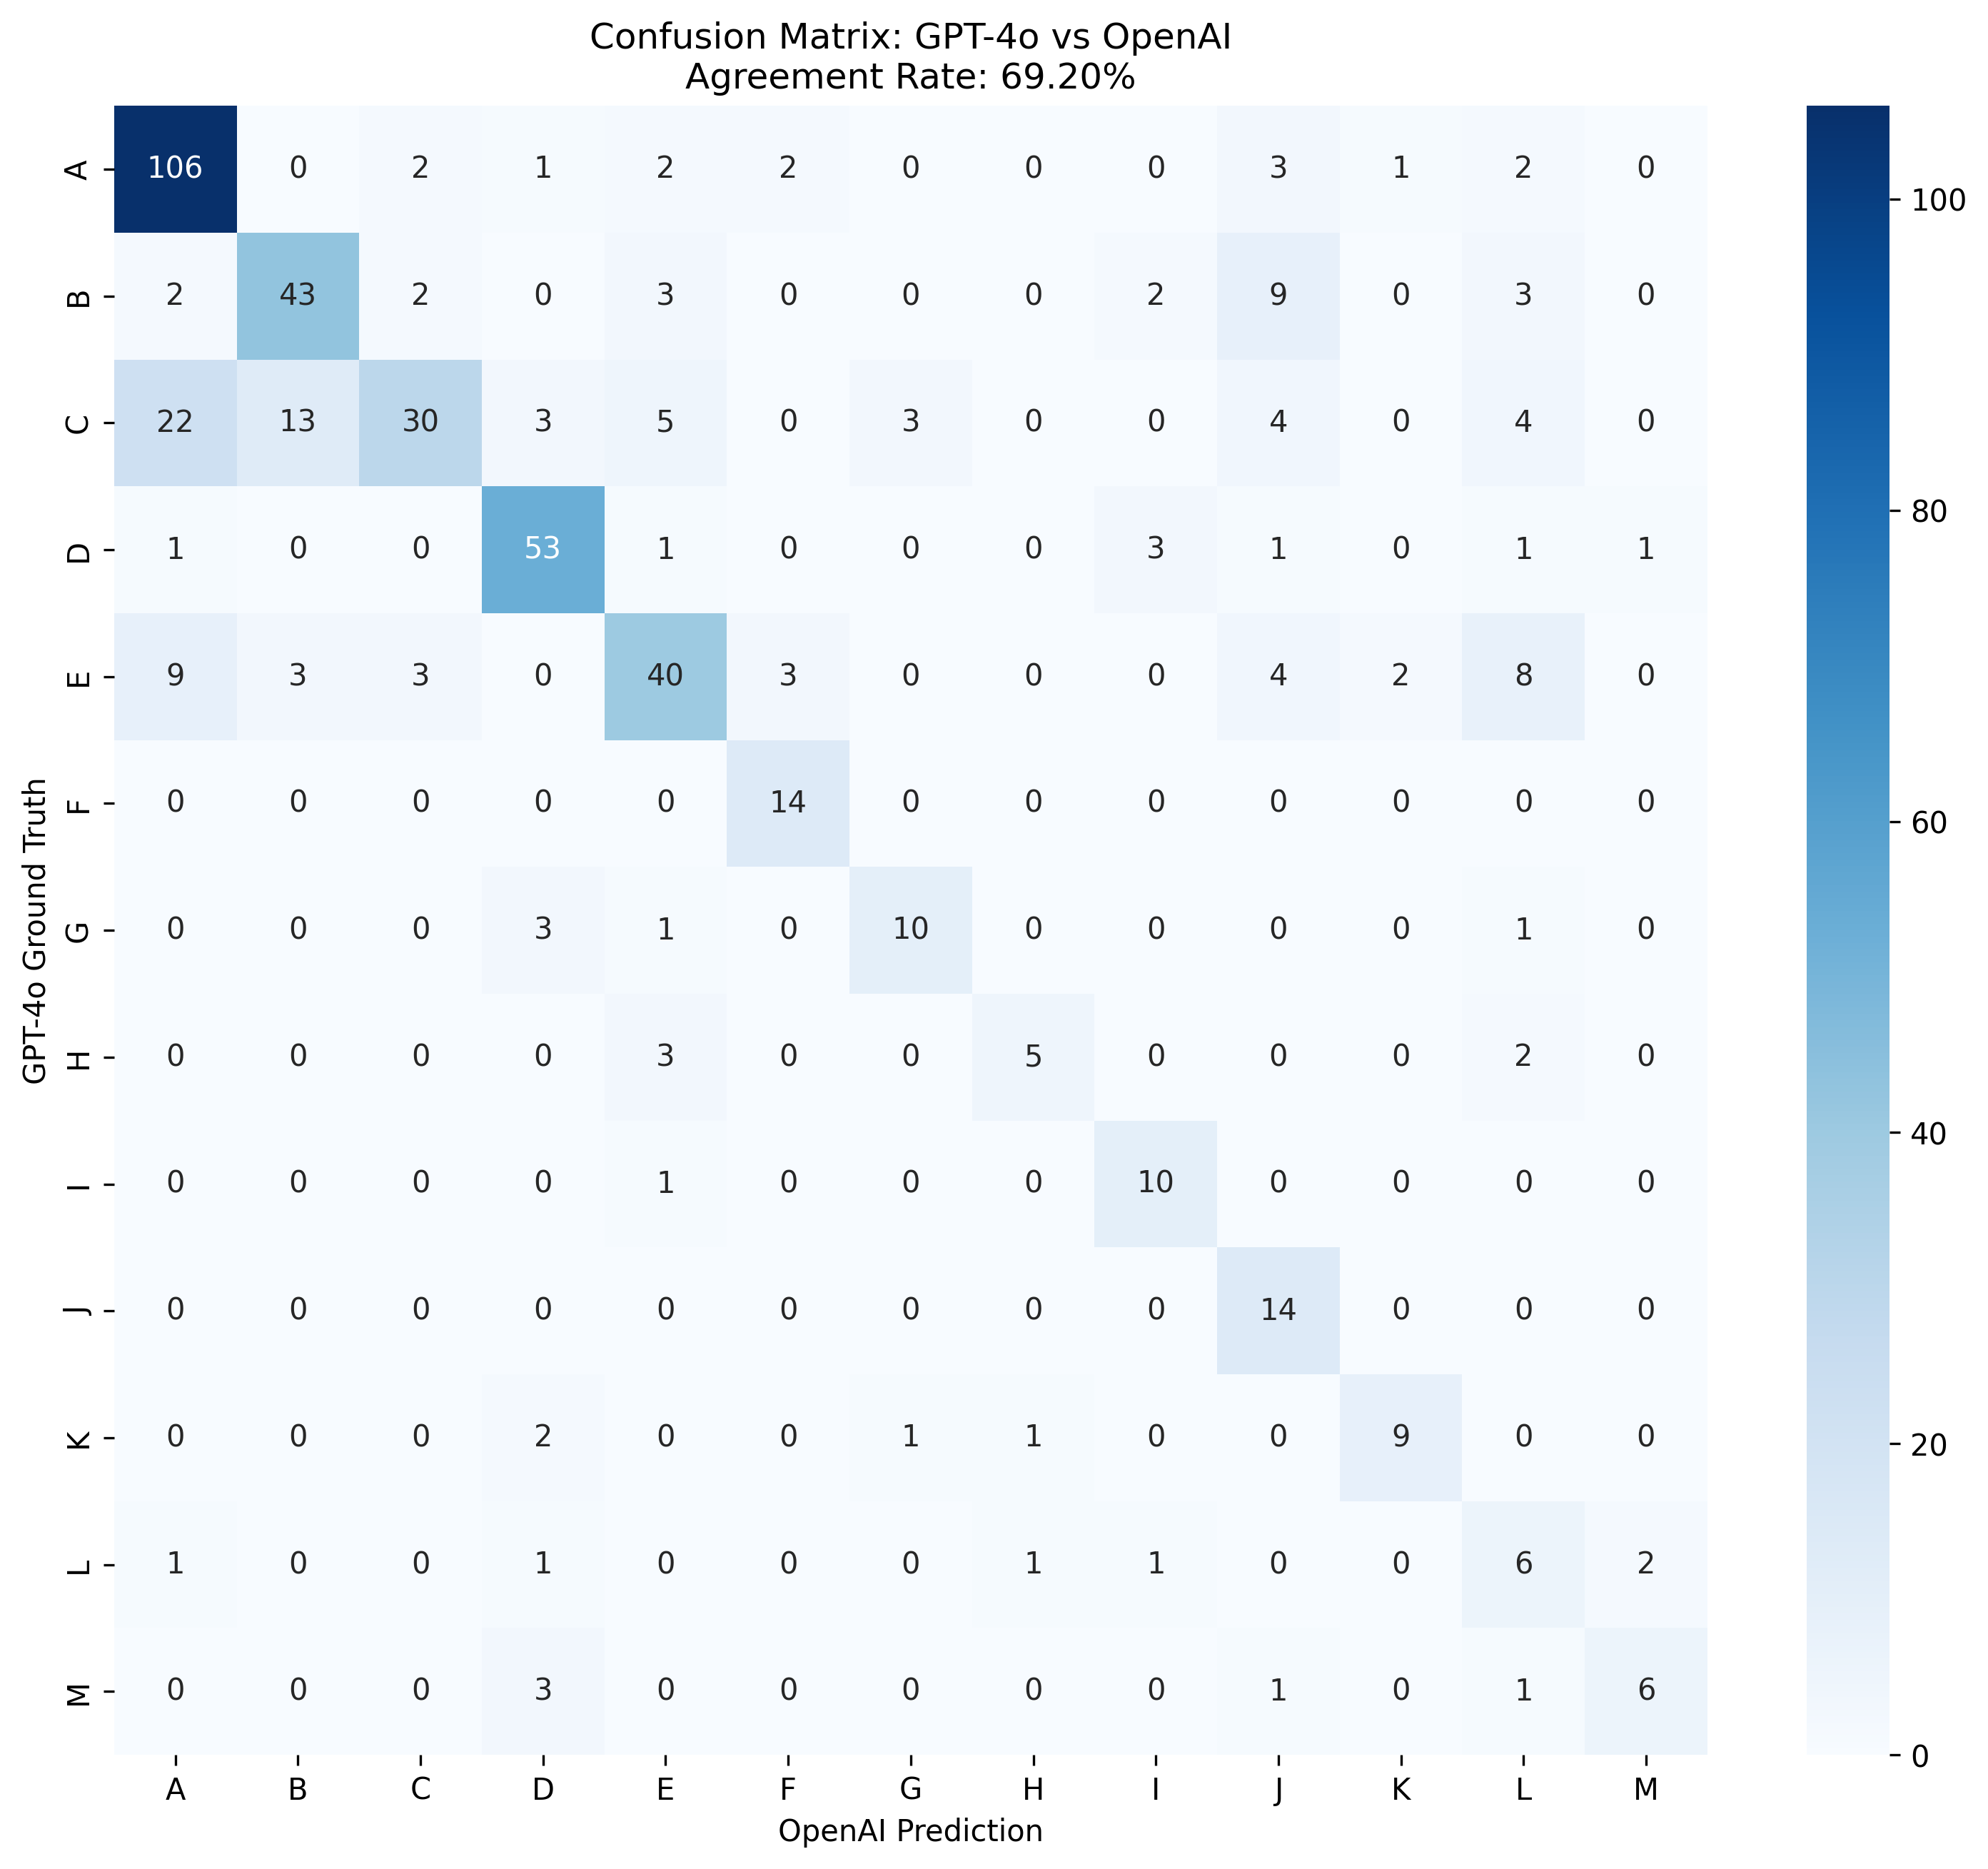 Confusion Matrix: GPT-4o vs OpenAI
Agreement Rate: 69.20%
GPT-4o Ground Truth
A 106 0 2 1 2 2 0 0 0 3 1 2 0
B 2 43 2 0 3 0 0 0 2 9 0 3 0
C 22 13 30 3 5 0 3 0 0 4 0 4 0
D 1 0 0 53 1 0 0 0 3 1 0 1 1
E 9 3 3 0 40 3 0 0 0 4 2 8 0
F 0 0 0 0 0 14 0 0 0 0 0 0 0
G 0 0 0 3 1 0 10 0 0 0 0 1 0
H 0 0 0 0 3 0 0 5 0 0 0 2 0
I 0 0 0 0 1 0 0 0 10 0 0 0 0
J 0 0 0 0 0 0 0 0 0 14 0 0 0
K 0 0 0 2 0 0 1 1 0 0 9 0 0
L 1 0 0 1 0 0 0 1 1 0 0 6 2
M 0 0 0 3 0 0 0 0 0 1 0 1 6
A B C D E F G H I J K L M
OpenAI Prediction
100
80
60
40
20
0